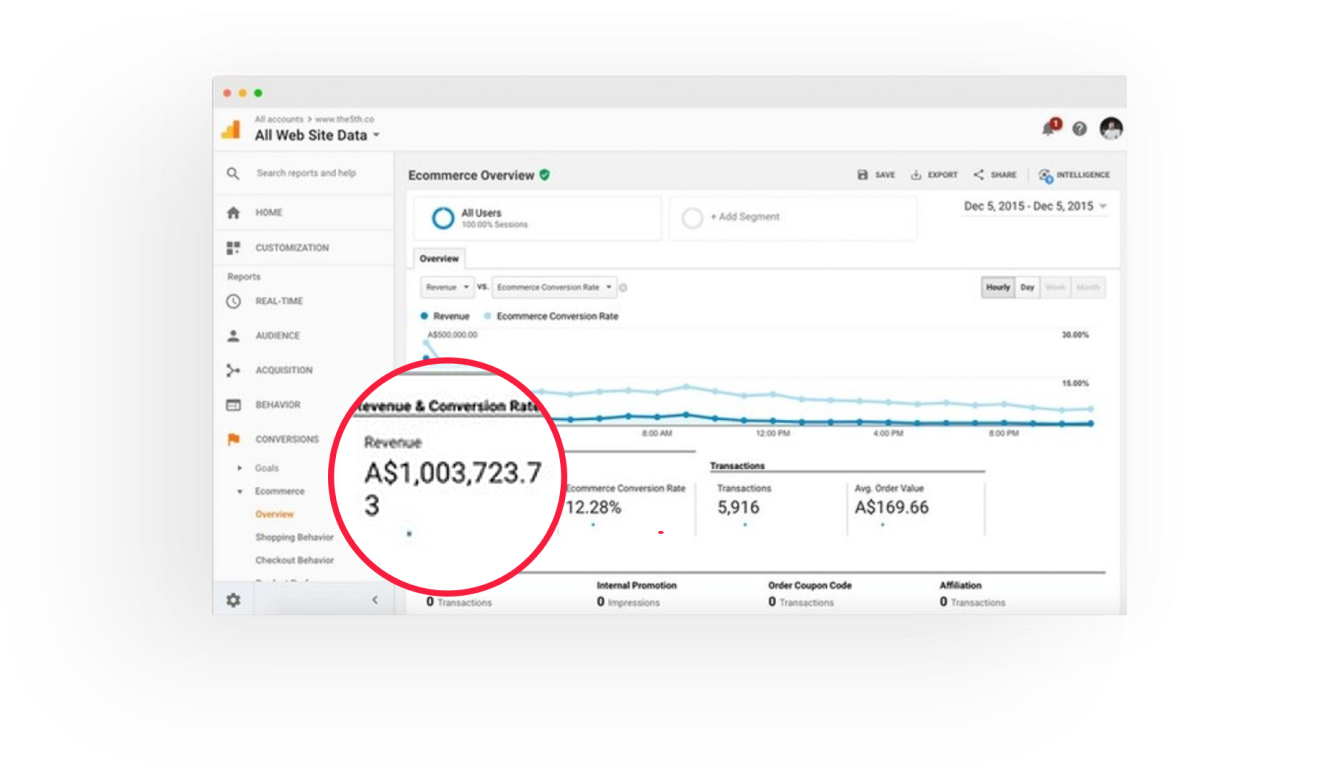 All accounts > www.the5th.co
All Web Site Data
1
Search reports and help
HOME
CUSTOMIZATION
Reports
REAL-TIME
AUDIENCE
ACQUISITION
BEHAVIOR
CONVERSIONS
Goals
Ecommerce
Overview
Shopping Behavior
Checkout Behavior
Ecommerce Overview
SAVE
EXPORT
SHARE
INTELLIGENCE
All Users
100.00% Sessions
+ Add Segment
Dec 5, 2015 - Dec 5, 2015
Overview
Revenue VS. Ecommerce Conversion Rate
Hourly Day Week Month
Revenue Ecommerce Conversion Rate
A$500,000.00
30.00%
15.00%
8:00 AM 12:00 PM 4:00 PM 8:00 PM
Revenue & Conversion Rate
Revenue
A$1,003,723.7
3
Ecommerce Conversion Rate
12.28%
Transactions
Transactions
5,916
Avg. Order Value
A$169.66
0 Transactions
Internal Promotion
0 Impressions
Order Coupon Code
0 Transactions
Affiliation
0 Transactions